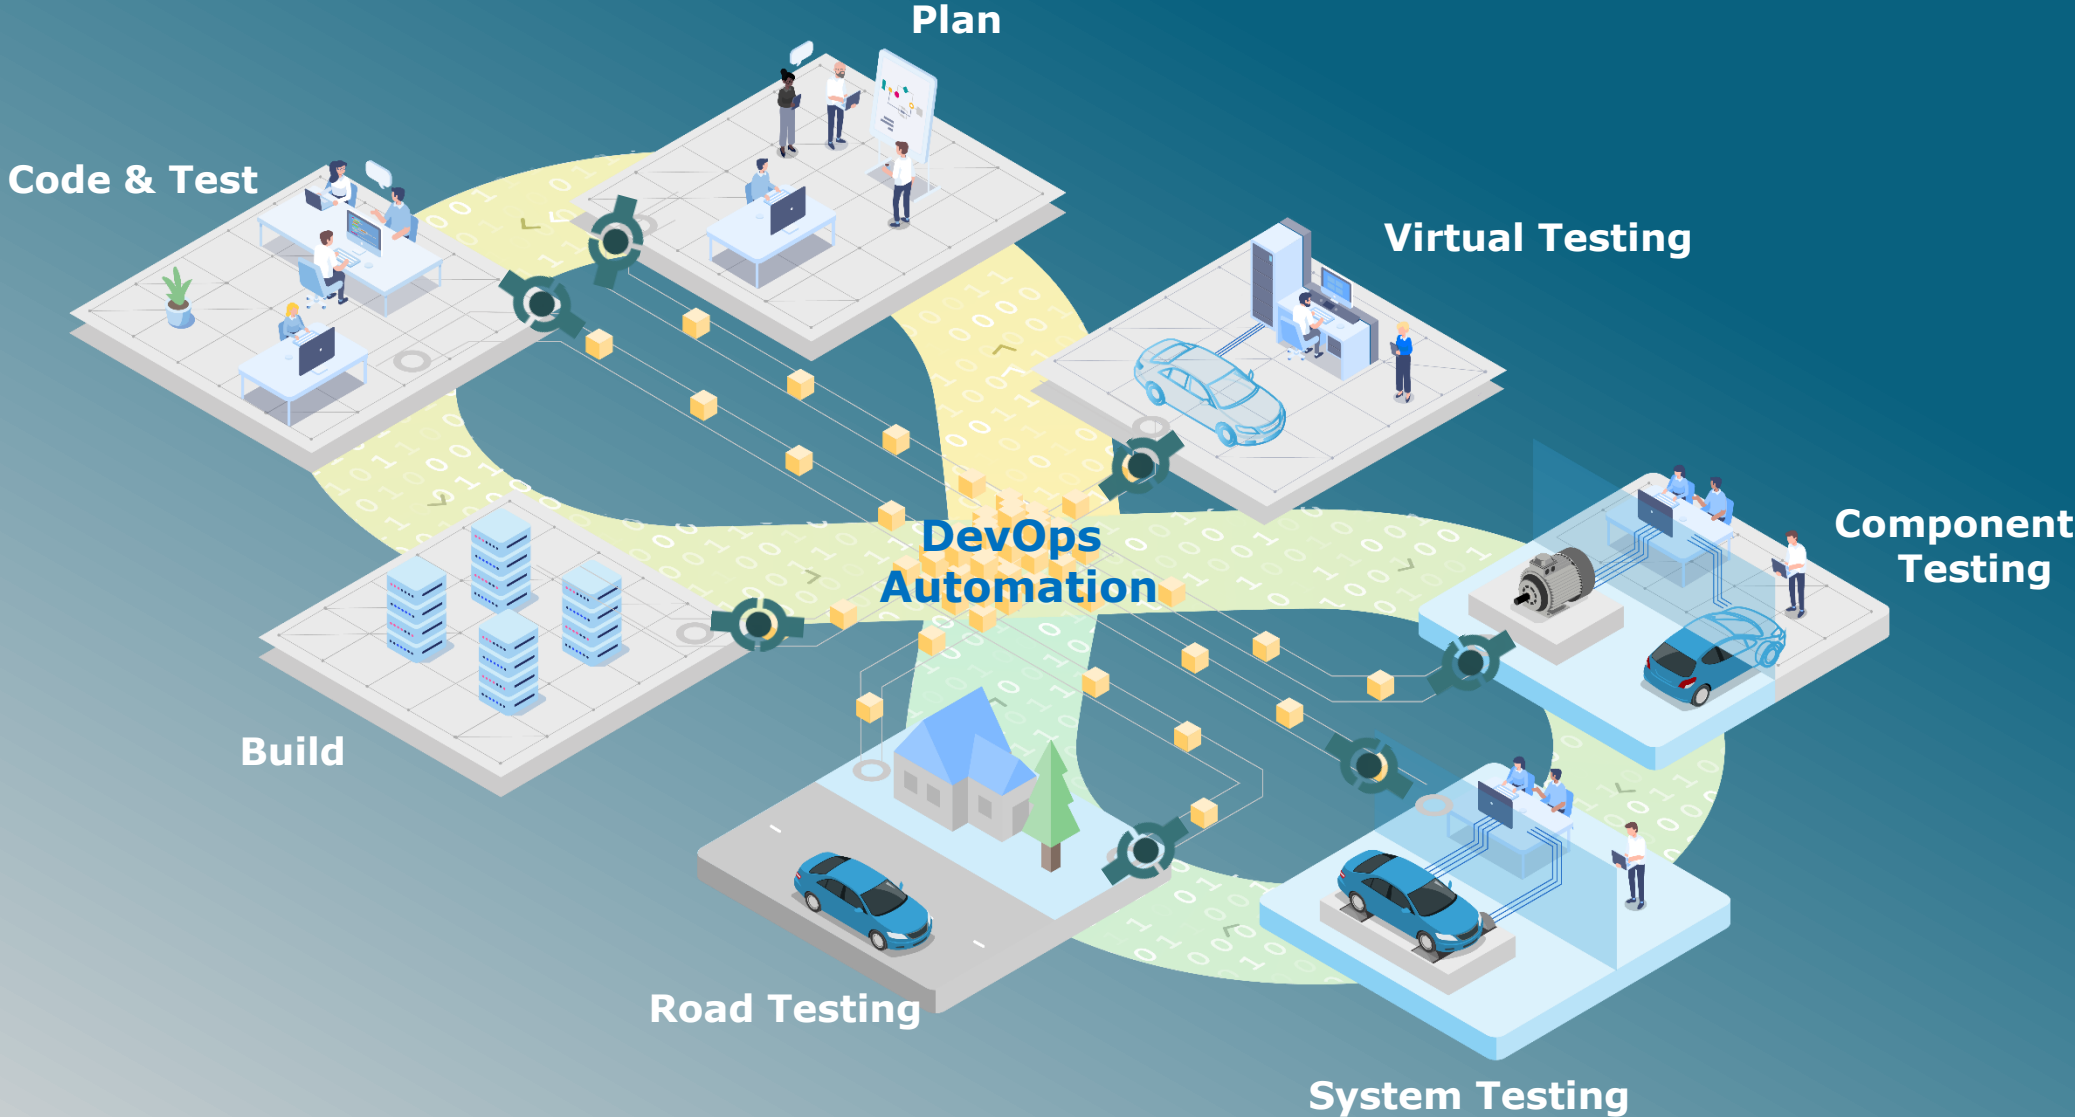 Plan
Code & Test
Virtual Testing
Component
Testing
DevOps
Automation
Build
Road Testing
System Testing